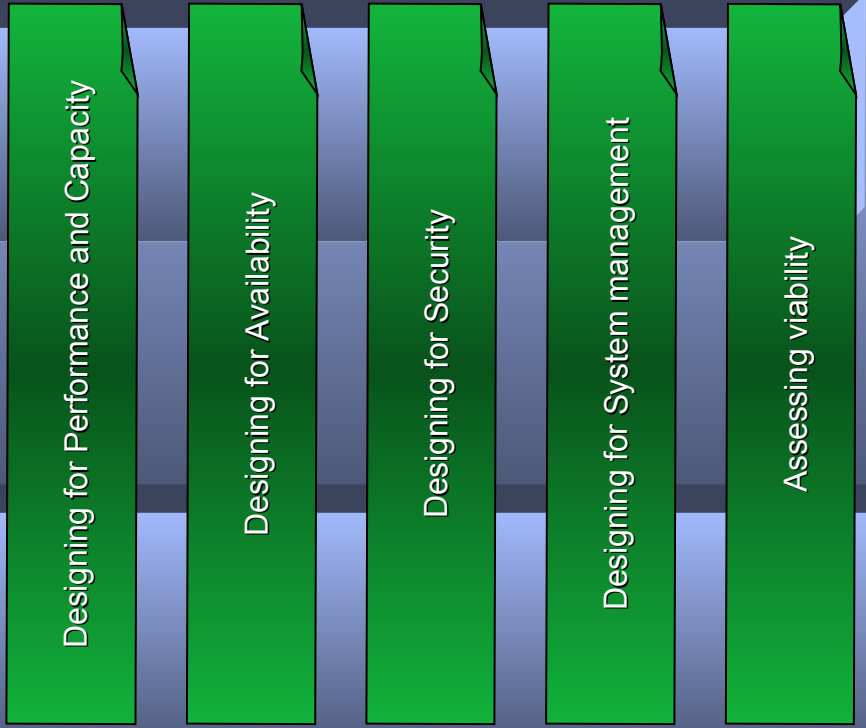 Designing for Performance and Capacity
Designing for Availability
Designing for Security
Designing for System management
Assessing viability